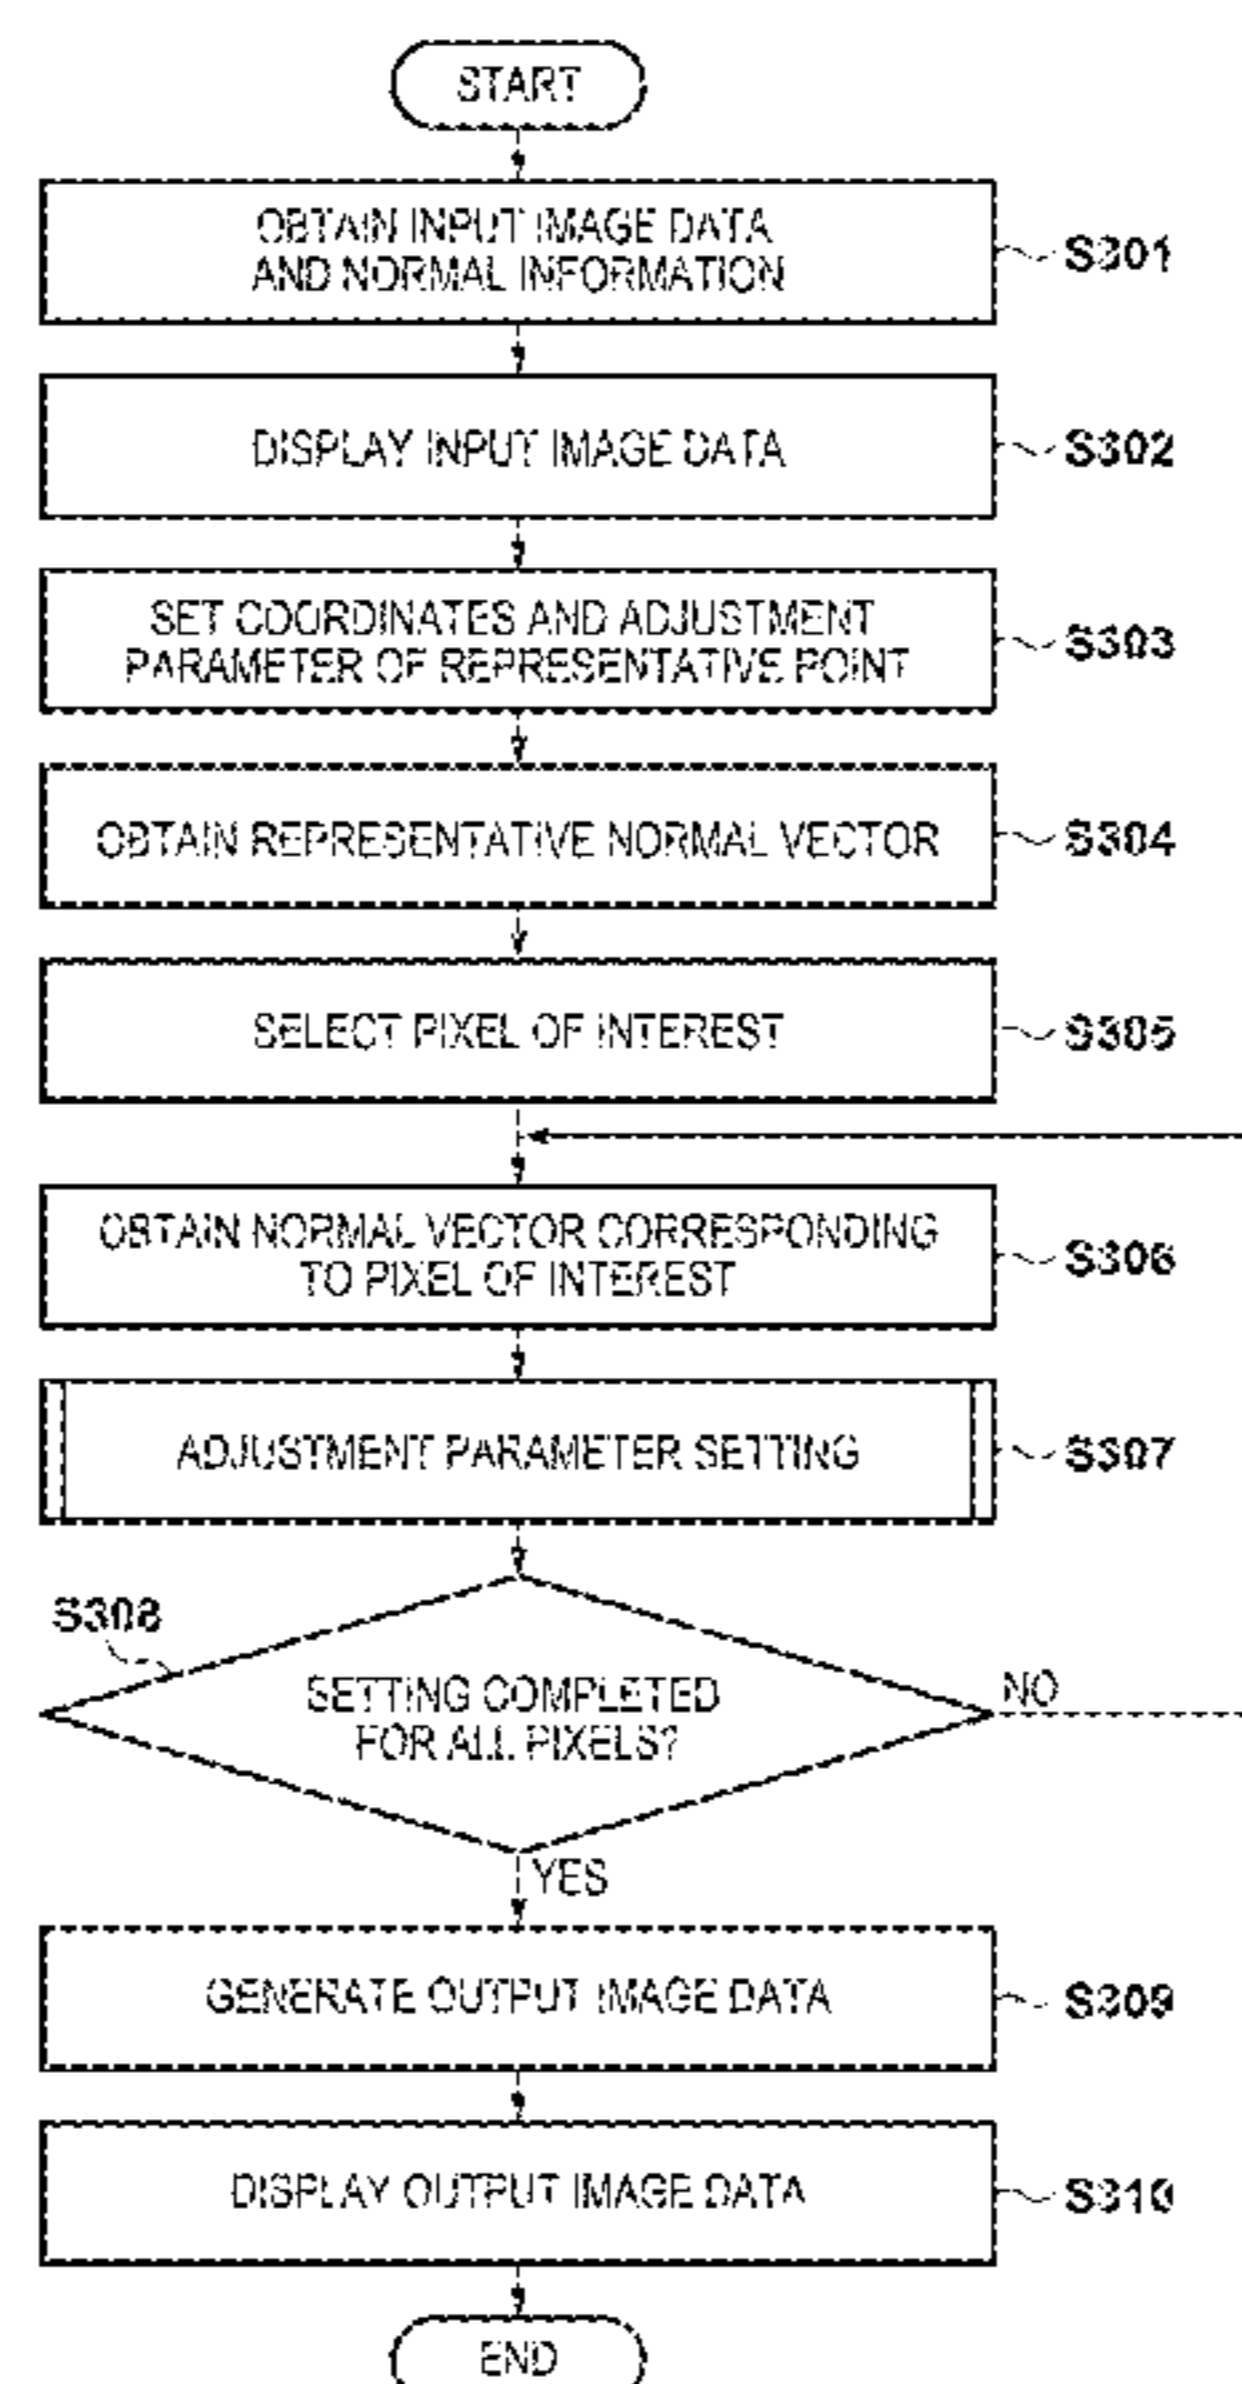 START
OBTAIN INPUT IMAGE DATA
AND NORMAL INFORMATION
S301
DISPLAY INPUT IMAGE DATA
S302
SET COORDINATES AND ADJUSTMENT
PARAMETER OF REPRESENTATIVE POINT
S303
OBTAIN REPRESENTATIVE NORMAL VECTOR
S304
SELECT PIXEL OF INTEREST
S305
OBTAIN NORMAL VECTOR CORRESPONDING
TO PIXEL OF INTEREST
S306
ADJUSTMENT PARAMETER SETTING
S307
S308
SETTING COMPLETED
FOR ALL PIXELS?
NO
YES
GENERATE OUTPUT IMAGE DATA
S309
DISPLAY OUTPUT IMAGE DATA
S310
END